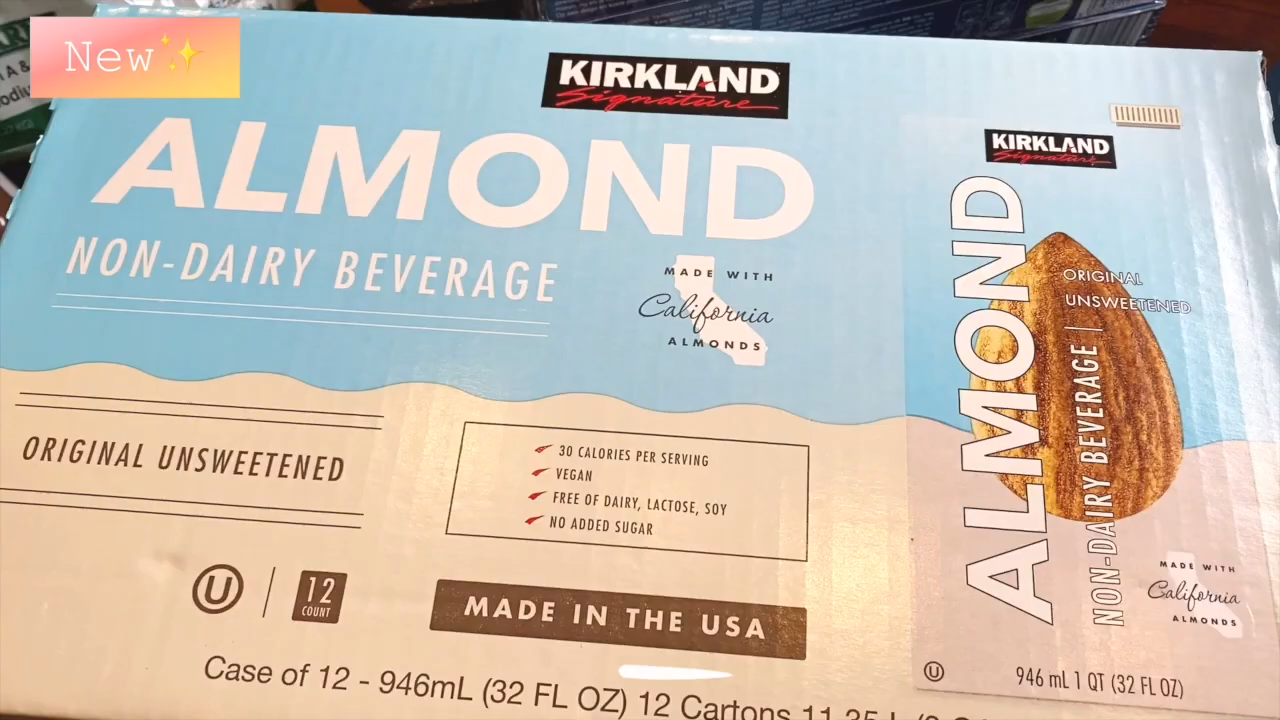 New✨
KIRKLAND
Signature
ALMOND
NON-DAIRY BEVERAGE
MADE WITH
California
ALMONDS
ORIGINAL UNSWEETENED
30 CALORIES PER SERVING
VEGAN
FREE OF DAIRY, LACTOSE, SOY
NO ADDED SUGAR
U
12
COUNT
MADE IN THE USA
Case of 12 - 946mL (32 FL OZ) 12 Cartons 11.35
KIRKLAND
Signature
ALMOND
NON-DAIRY BEVERAGE |
ORIGINAL
UNSWEETENED
MADE WITH
California
ALMONDS
U
946 mL 1 QT (32 FL OZ)